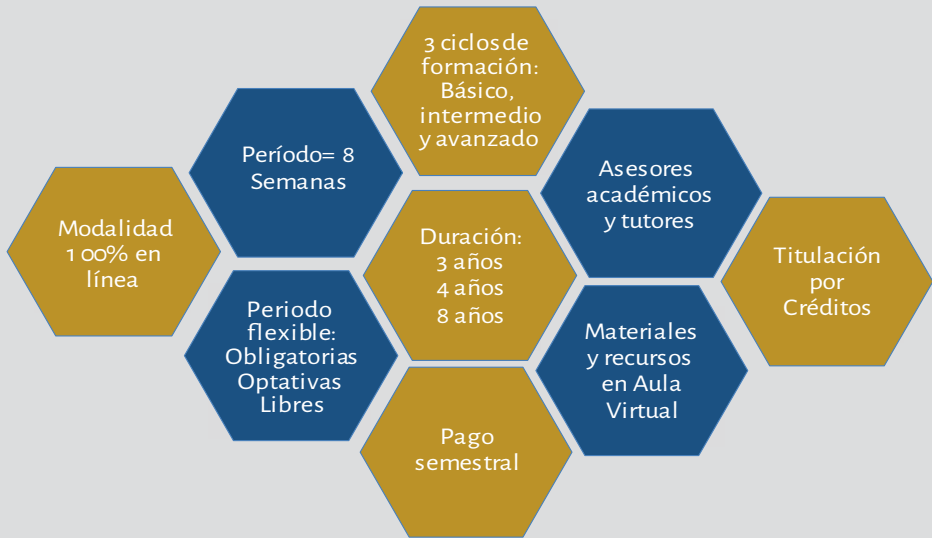 3 ciclos de
formación:
Básico,
intermedio
y avanzado
Período= 8
Semanas
Asesores
académicos
y tutores
Modalidad
100% en
línea
Duración:
3 años
4 años
8 años
Titulación
por
Créditos
Periodo
flexible:
Obligatorias
Optativas
Libres
Materiales
y recursos
en Aula
Virtual
Pago
semestral